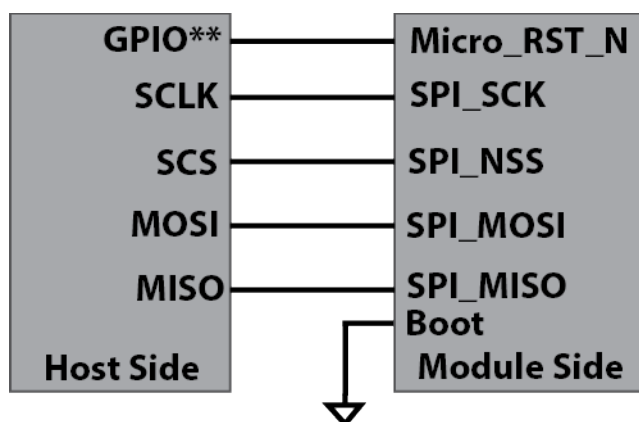 GPIO** Micro_RST_N
SCLK SPI_SCK
SCS SPI_NSS
MOSI SPI_MOSI
MISO SPI_MISO
Boot
Host Side Module Side